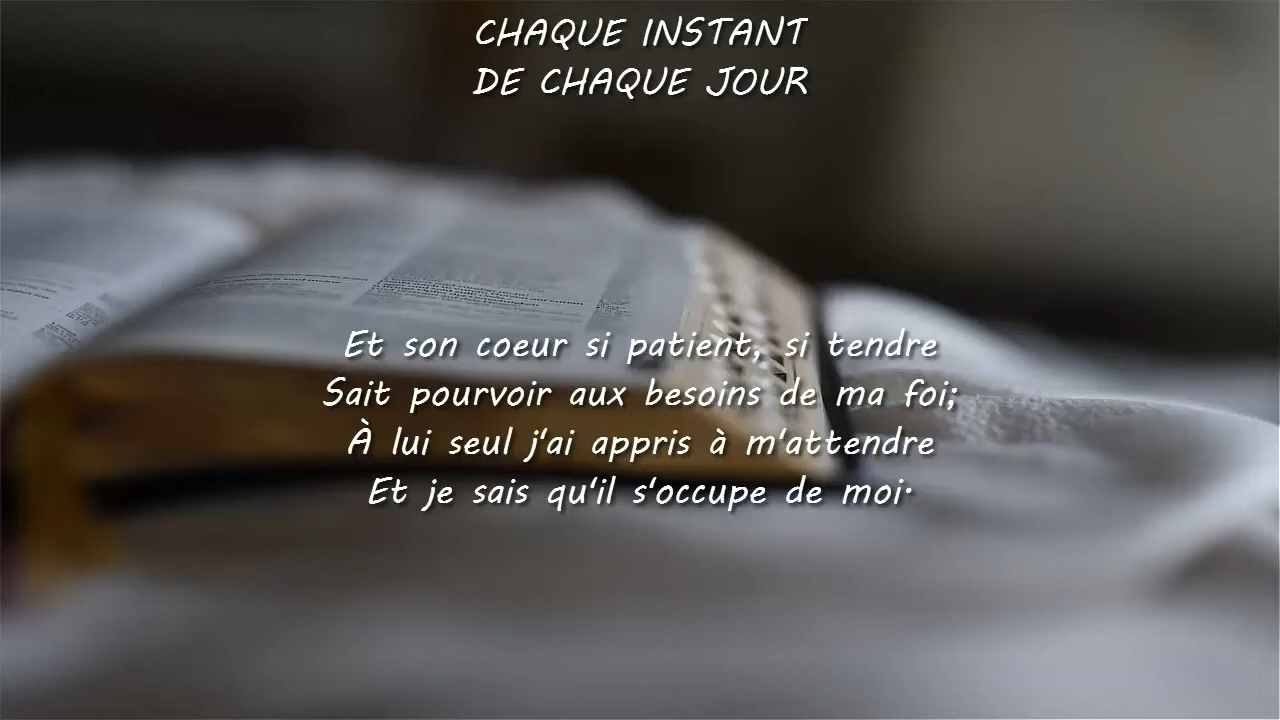 CHAQUE INSTANT
DE CHAQUE JOUR
Et son coeur si patient, si tendre
Sait pourvoir aux besoins de ma foi;
À lui seul j'ai appris à m'attendre
Et je sais qu'il s'occupe de moi.